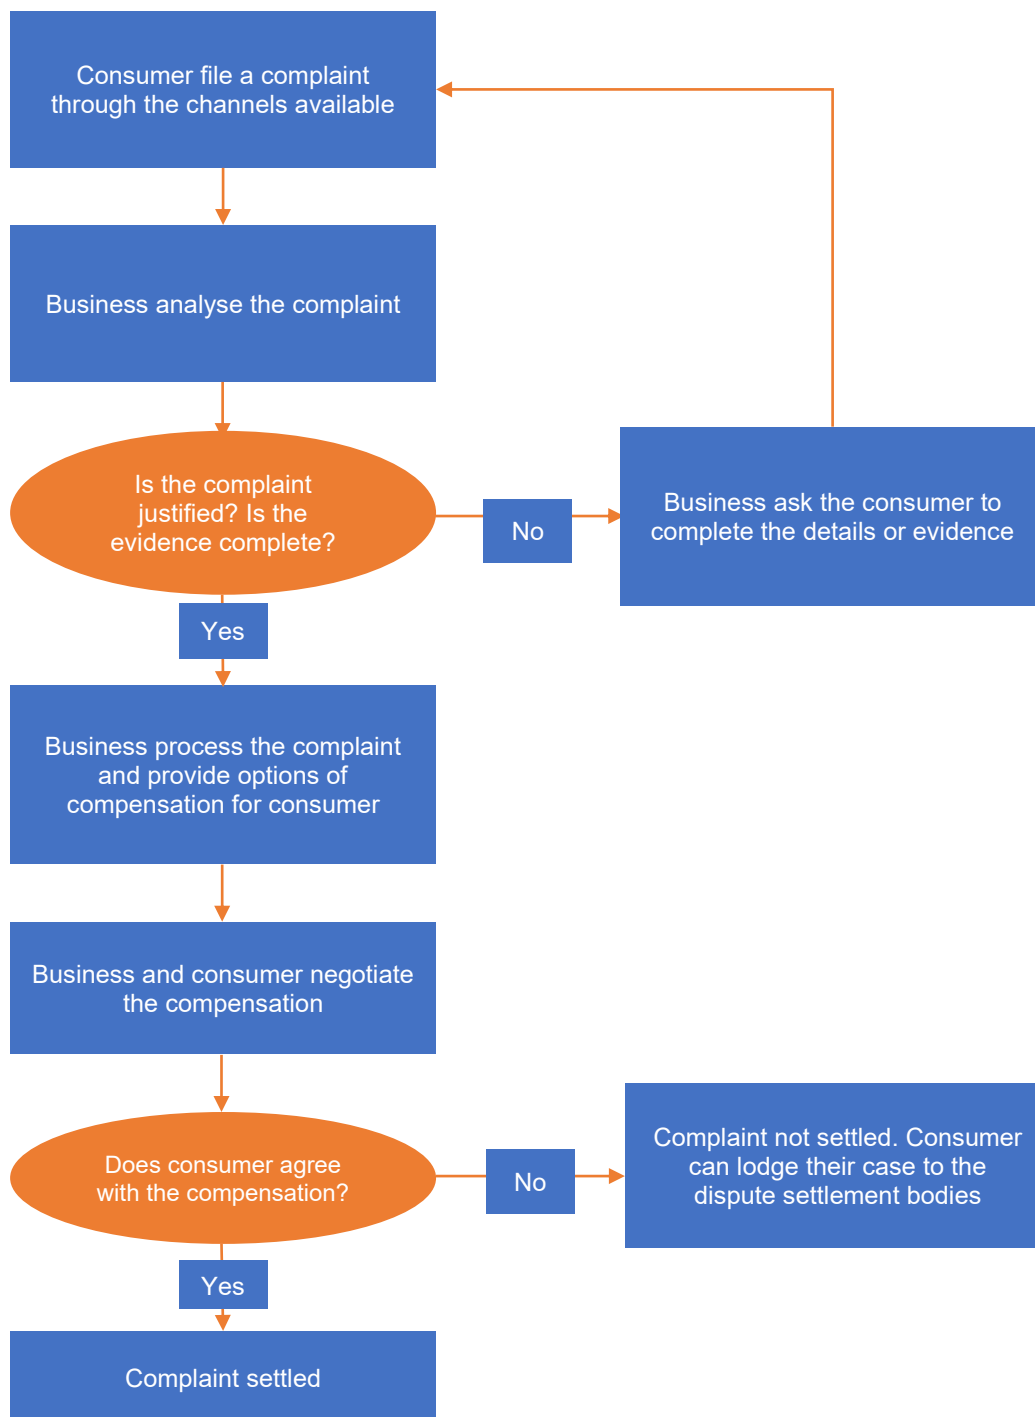 Consumer file a complaint
through the channels available
Business analyse the complaint
Is the complaint
justified? Is the
evidence complete?
No
Business ask the consumer to
complete the details or evidence
Yes
Business process the complaint
and provide options of
compensation for consumer
Business and consumer negotiate
the compensation
Does consumer agree
with the compensation?
No
Complaint not settled. Consumer
can lodge their case to the
dispute settlement bodies
Yes
Complaint settled